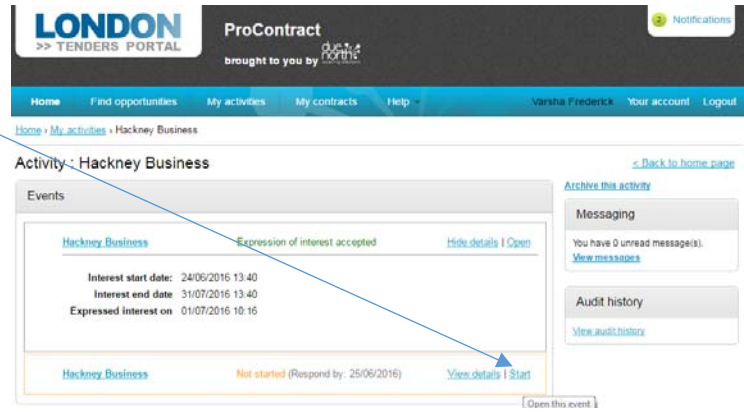 LONDON
>> TENDERS PORTAL
ProContract
brought to you by due north
2 Notifications
Home Find opportunities My activities My contracts Help Varsha Frederick Your account Logout
Home › My activities › Hackney Business
Activity : Hackney Business
< Back to home page
Archive this activity
Events
Messaging
Hackney Business Expression of interest accepted Hide details | Open
You have 0 unread message(s).
View messages
Interest start date: 24/06/2016 13:40
Interest end date 31/07/2016 13:40
Expressed interest on 01/07/2016 10:16
Audit history
View audit history
Hackney Business Not started (Respond by: 25/06/2016) View details | Start
Open this event